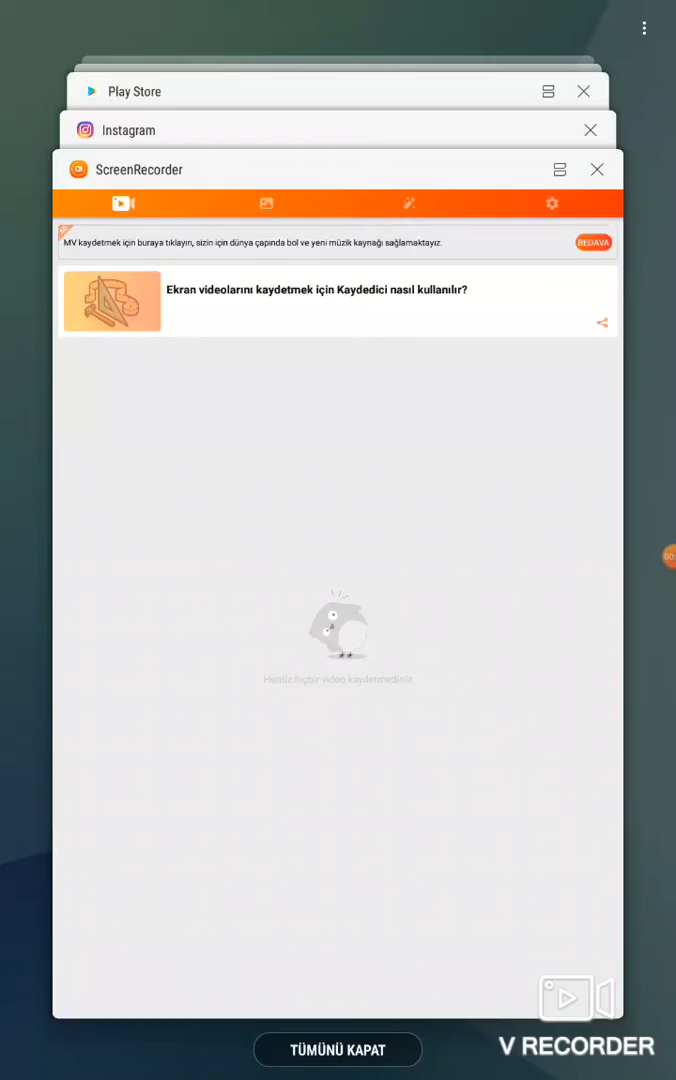 Play Store
Instagram
ScreenRecorder
MV kaydetmek için buraya tıklayın, sizin için dünya çapında bol ve yeni müzik kaynağı sağlamaktayız.
BEDAVA
Ekran videolarını kaydetmek için Kaydedici nasıl kullanılır?
Henüz hiçbir video kaydetmediniz
TÜMÜNÜ KAPAT
V RECORDER